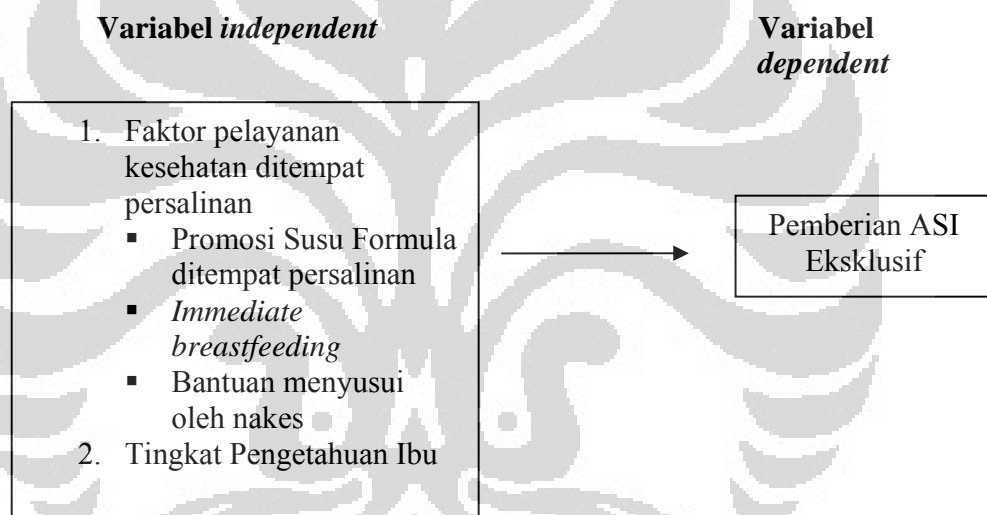 Variabel independent
Variabel
dependent
1. Faktor pelayanan
kesehatan ditempat
persalinan
▪ Promosi Susu Formula
ditempat persalinan
▪ Immediate
breastfeeding
▪ Bantuan menyusui
oleh nakes
2. Tingkat Pengetahuan Ibu
Pemberian ASI
Eksklusif